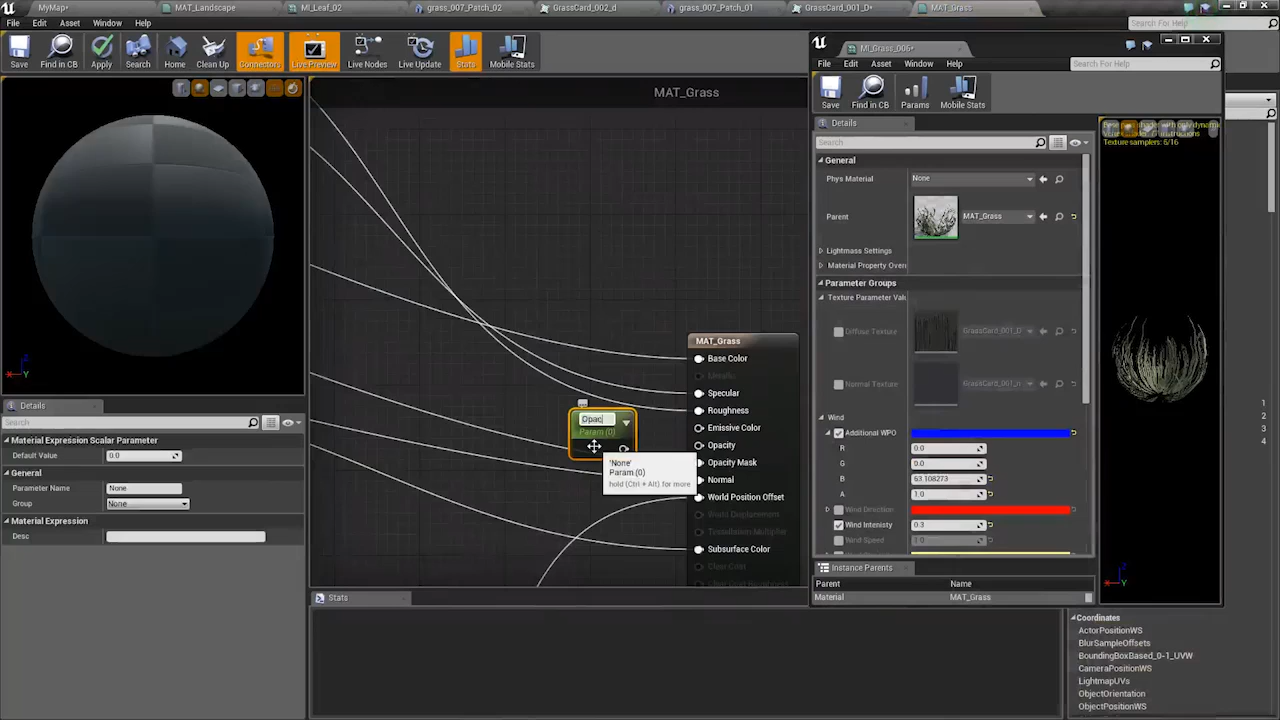 MyMap*
MAT_Landscape
MI_Leaf_02
grass_007_Patch_02
GrassCard_002_d
grass_007_Patch_01
GrassCard_001_D*
MAT_Grass
File Edit Asset Window Help
Search For Help
Save Find in CB Apply Search Home Clean Up Connectors Live Preview Live Nodes Live Update Stats Mobile Stats
MAT_Grass
MI_Grass_006*
File Edit Asset Window Help
Search For Help
Save Find in CB Params Mobile Stats
Details
Search
General
Phys Material None
Parent MAT_Grass
Lightmass Settings
Material Property Over
Parameter Groups
Texture Parameter Val
Diffuse Texture GrassCard_001_D
Normal Texture GrassCard_001_n
Wind
Additional WPO
R 0.0
G 0.0
B 63.108273
A 1.0
Wind Direction
Wind Intenisty 0.3
Wind Speed 1.0
Instance Parents
Parent Name
Material MAT_Grass
Texture samplers: 6/16
Z
X Y
MAT_Grass
Base Color
Metallic
Specular
Roughness
Emissive Color
Opacity
Opacity Mask
Normal
World Position Offset
World Displacement
Tessellation Multiplier
Subsurface Color
Clear Coat
Clear Coat Roughness
Opac
Param (0)
'None'
Param (0)
hold (Ctrl + Alt) for more
Details
Search
Material Expression Scalar Parameter
Default Value 0.0
General
Parameter Name None
Group None
Material Expression
Desc
Stats
Coordinates
ActorPositionWS
BlurSampleOffsets
BoundingBoxBased_0-1_UVW
CameraPositionWS
LightmapUVs
ObjectOrientation
ObjectPositionWS
1
2
3
4